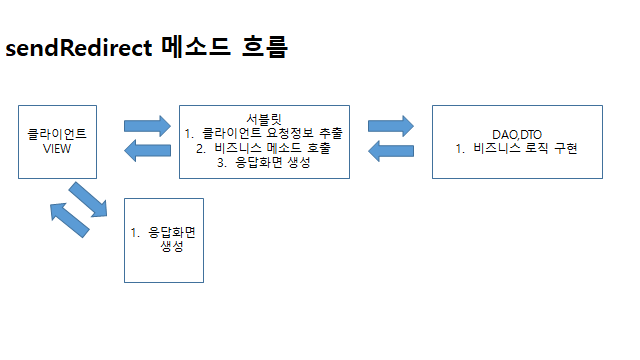 sendRedirect 메소드 흐름
클라이언트
VIEW
서블릿
1. 클라이언트 요청정보 추출
2. 비즈니스 메소드 호출
3. 응답화면 생성
DAO,DTO
1. 비즈니스 로직 구현
1. 응답화면
생성